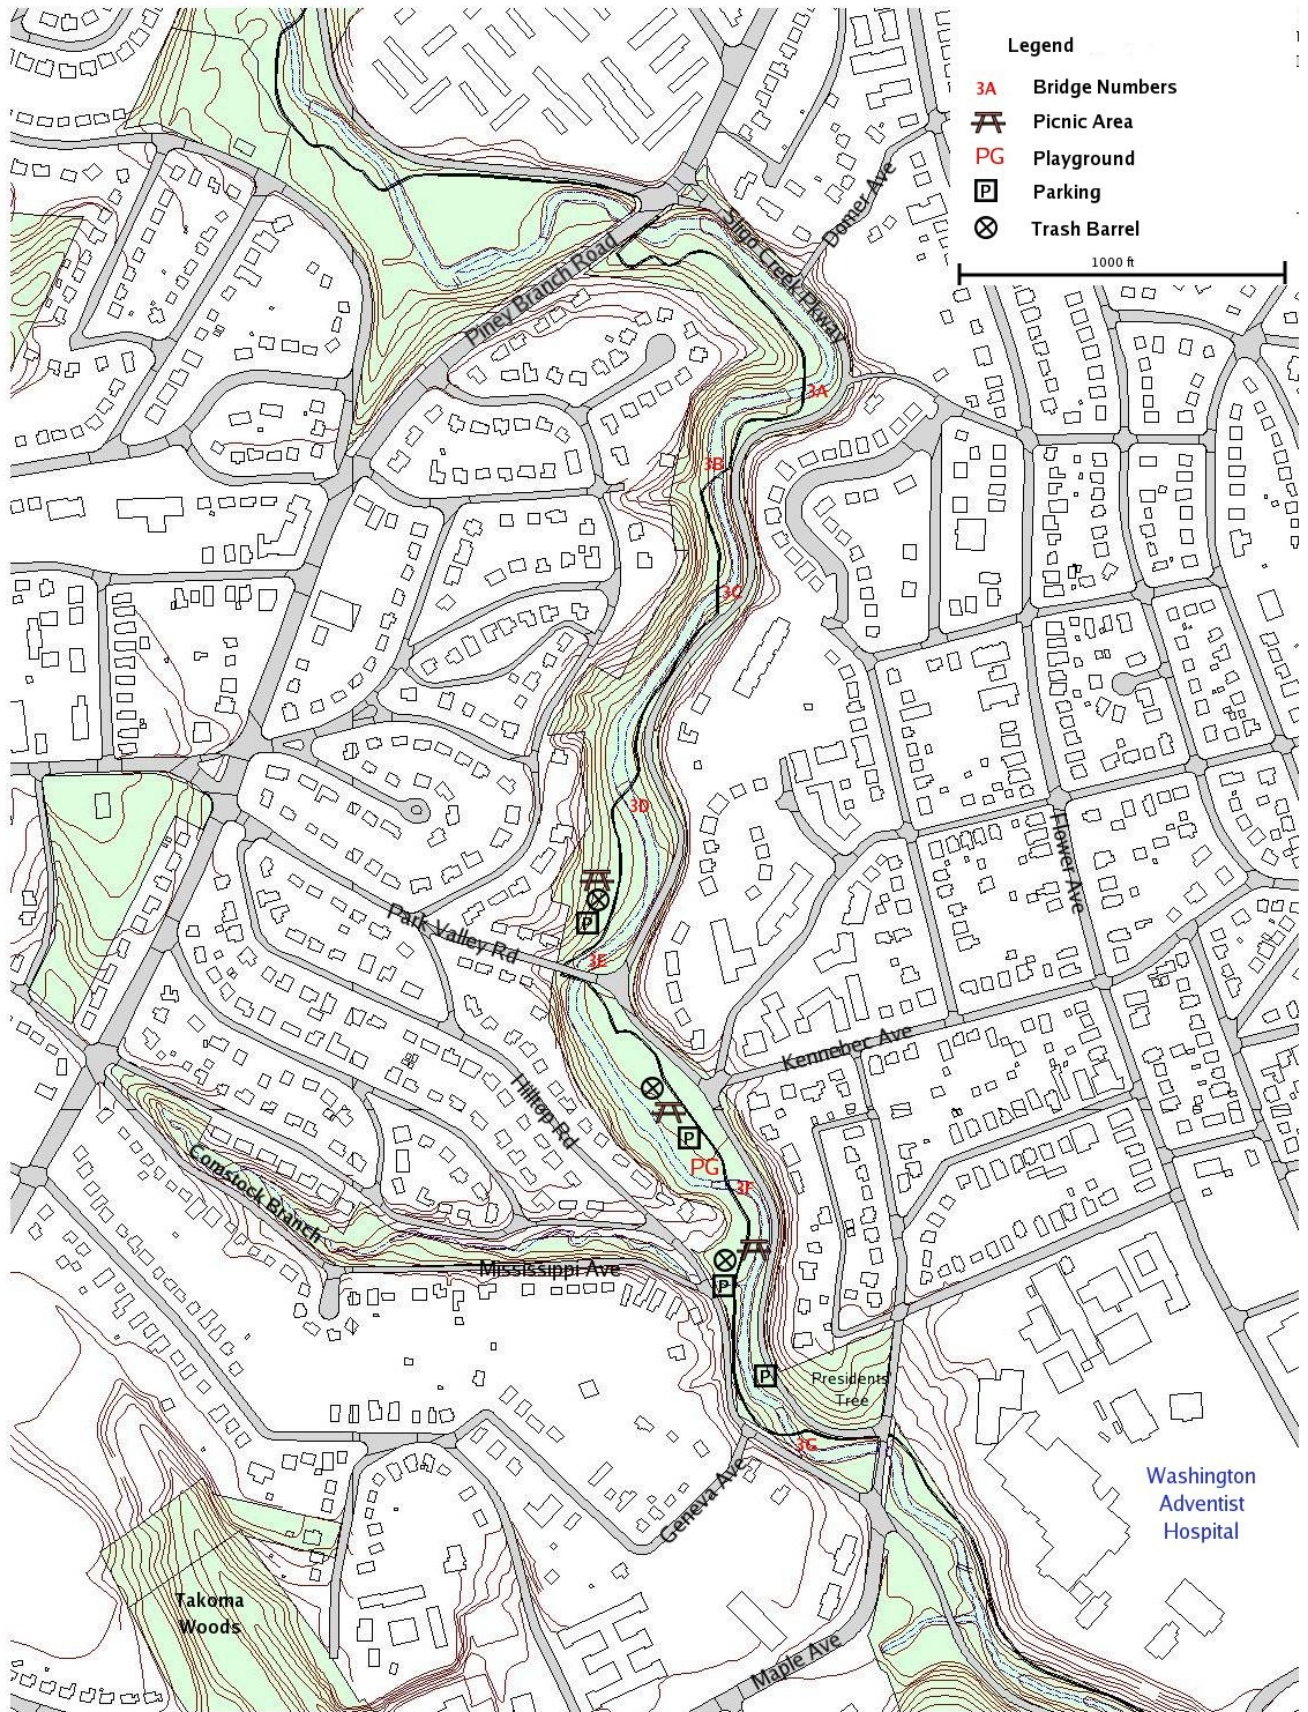 Legend
3A Bridge Numbers
Picnic Area
PG Playground
P Parking
Trash Barrel
1000 ft
Sligo Creek Pkway
Domer Ave
Piney Branch Road
3A
3B
3C
3D
Flower Ave
P
Park Valley Rd
3E
Kennebec Ave
Hilltop Rd
P
PG
3F
Comstock Branch
Mississippi Ave
P
P
Presidents'
Tree
3G
Geneva Ave
Washington
Adventist
Hospital
Takoma
Woods
Maple Ave